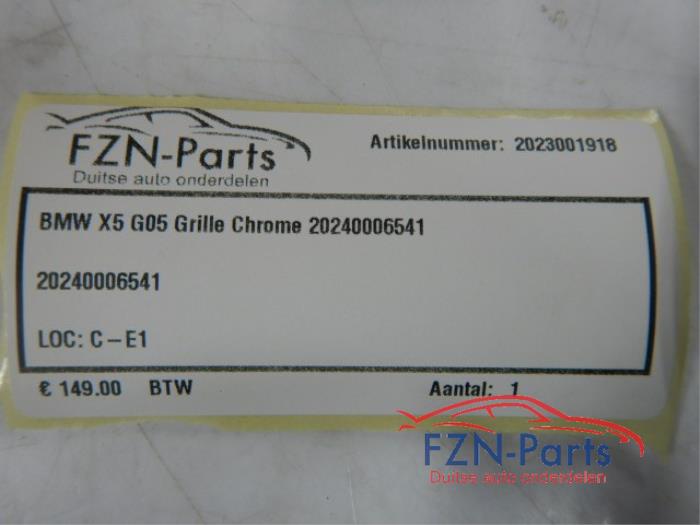 FZN-Parts
Duitse auto onderdelen
Artikelnummer: 2023001918
BMW X5 G05 Grille Chrome 20240006541
20240006541
LOC: C-E1
€ 149.00 BTW Aantal: 1
FZN-Parts
Duitse auto onderdelen